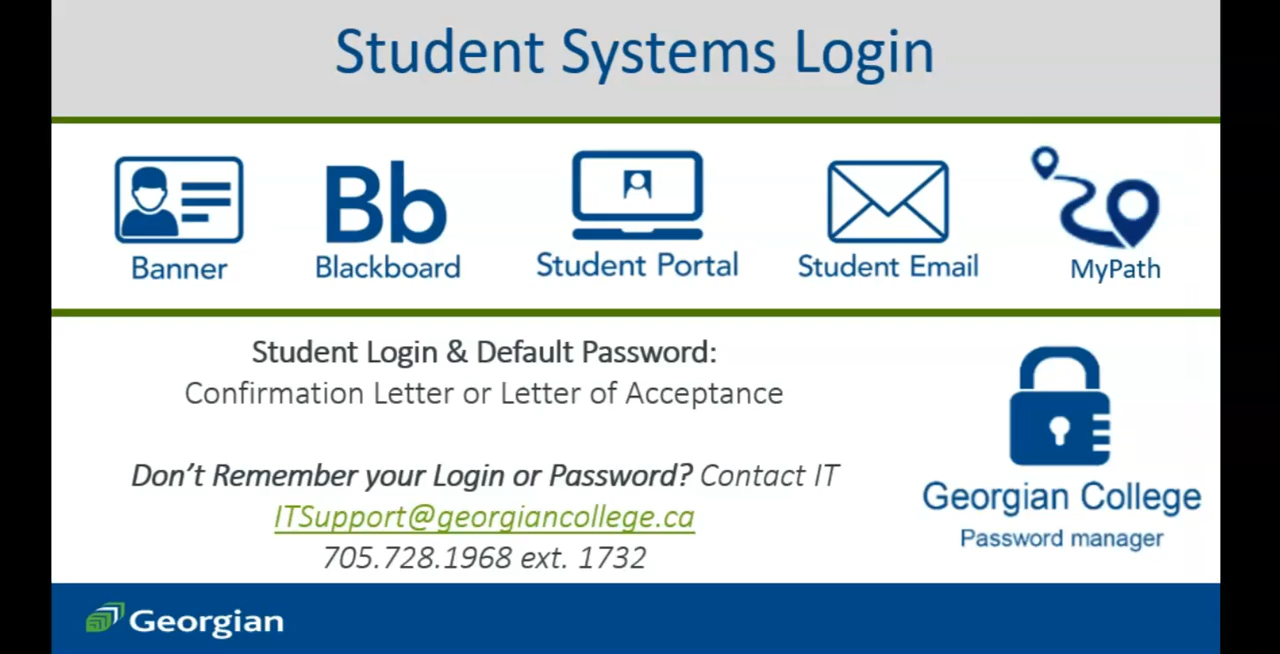 Student Systems Login
Bb
Banner
Blackboard
Student Portal
Student Email
MyPath
Student Login & Default Password:
Confirmation Letter or Letter of Acceptance
Don't Remember your Login or Password? Contact IT
ITSupport@georgiancollege.ca
705.728.1968 ext. 1732
Georgian College
Password manager
Georgian